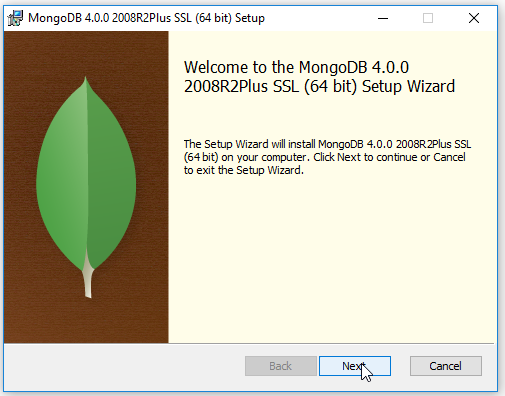 MongoDB 4.0.0 2008R2Plus SSL (64 bit) Setup
Welcome to the MongoDB 4.0.0
2008R2Plus SSL (64 bit) Setup Wizard
The Setup Wizard will install MongoDB 4.0.0 2008R2Plus SSL
(64 bit) on your computer. Click Next to continue or Cancel
to exit the Setup Wizard.
Back
Next
Cancel